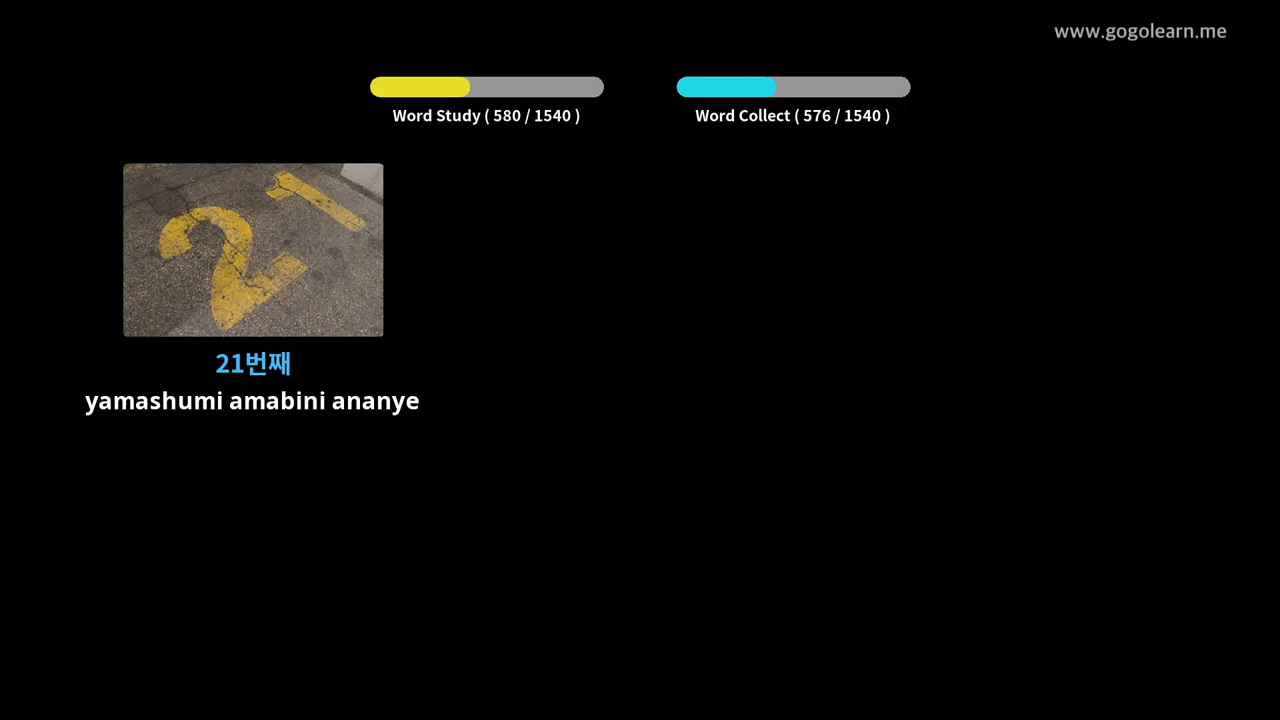 www.gogolearn.me
Word Study ( 580 / 1540 )
Word Collect ( 576 / 1540 )
21
21번째
yamashumi amabini ananye